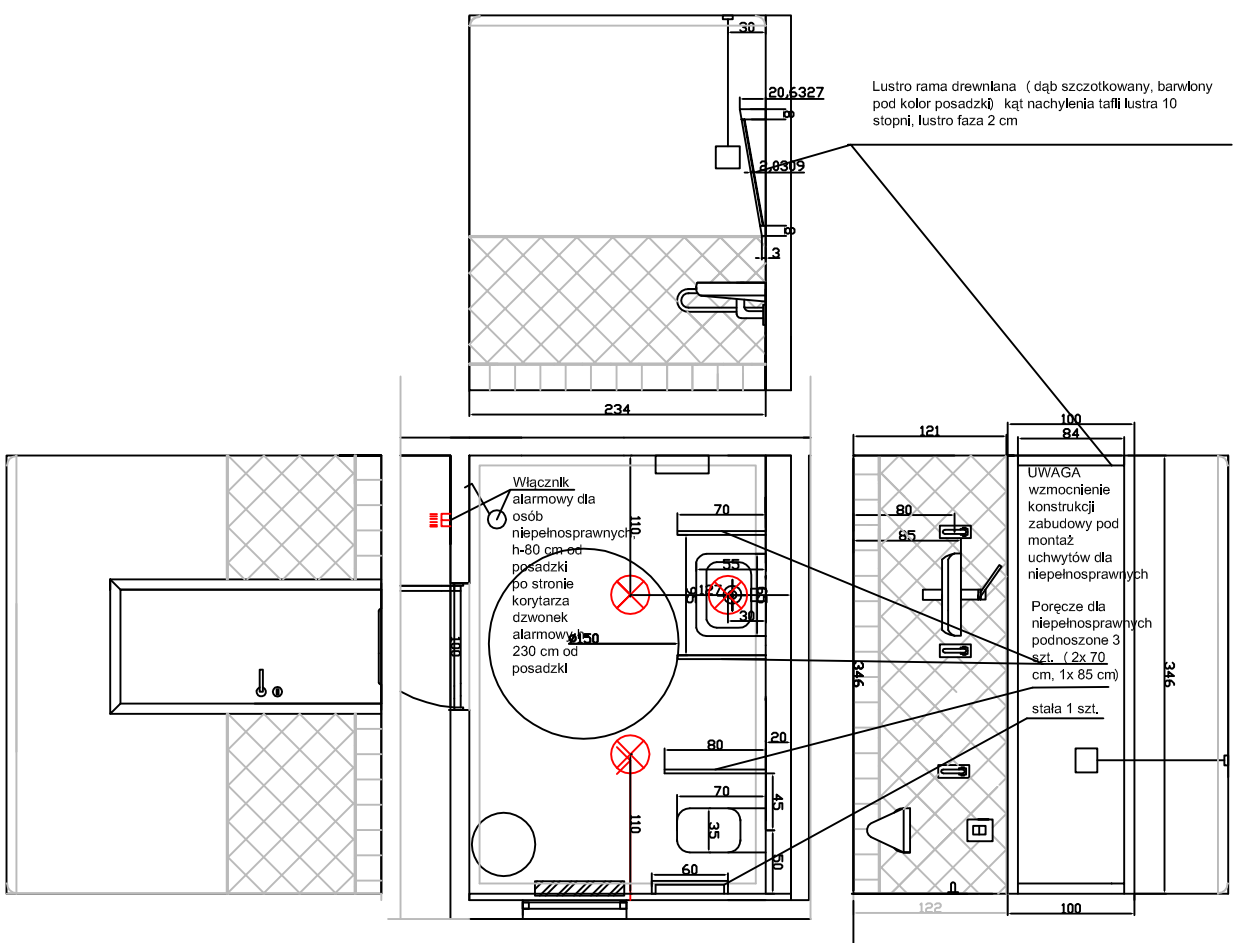 30
20,6327
Lustro rama drewniana ( dąb szczotkowany, barwiony
pod kolor posadzki) kąt nachylenia tafli lustra 10
stopni, lustro faza 2 cm
2,0309
3
234
121
100
84
Włącznik
alarmowy dla
osób
niepełnosprawnych,
h-80 cm od
posadzki
po stronie
korytarza
dzwonek
alarmowy h-
230 cm od
posadzki
110
70
55
127
30
ø150
100
80
20
70
35
45
50
110
60
80
85
346
UWAGA
wzmocnienie
konstrukcji
zabudowy pod
montaż
uchwytów dla
niepełnosprawnych
Poręcze dla
niepełnosprawnych
podnoszone 3
szt. ( 2x 70
cm, 1x 85 cm)
stała 1 szt.
346
122
100